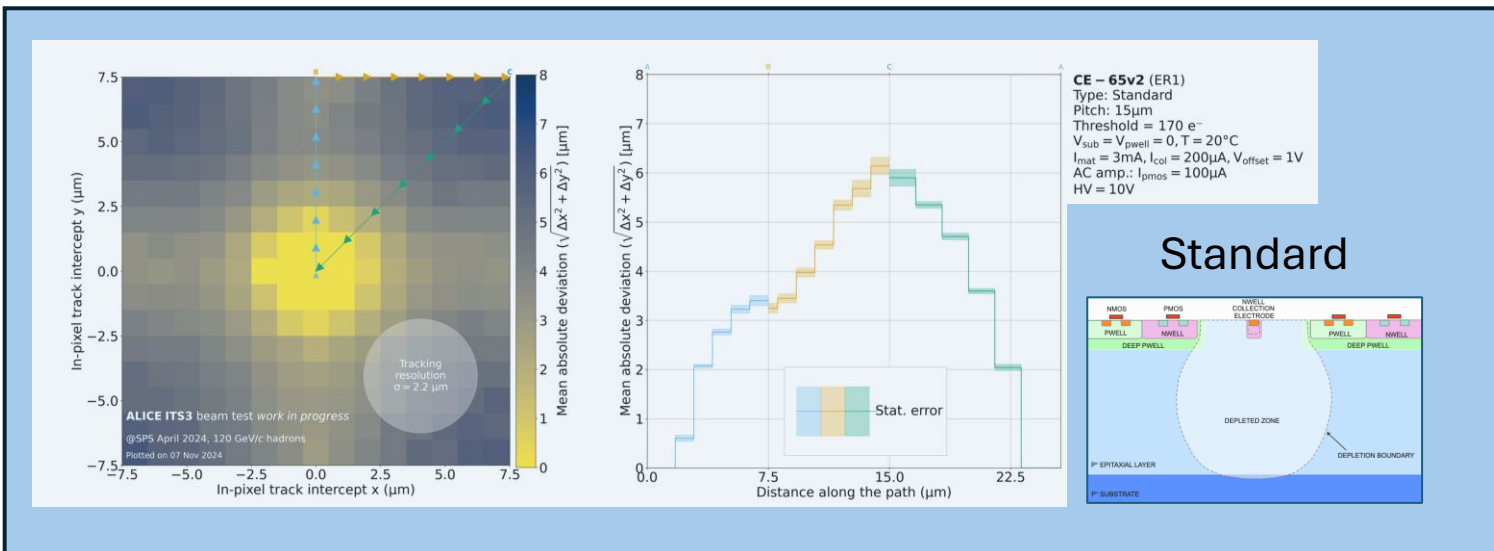 B
C
A
7.5
5.0
2.5
0.0
−2.5
−5.0
−7.5
In-pixel track intercept y (μm)
−7.5
−5.0
−2.5
0.0
2.5
5.0
7.5
In-pixel track intercept x (μm)
Tracking
resolution
σ = 2.2 μm
ALICE ITS3 beam test work in progress
@SPS April 2024, 120 GeV/c hadrons
Plotted on 07 Nov 2024
8
7
6
5
4
3
2
1
0
Mean absolute deviation (√Δx² + Δy²) [μm]
A
B
C
A
8
7
6
5
4
3
2
1
0
Mean absolute deviation (√Δx² + Δy²) [μm]
0.0
7.5
15.0
22.5
Distance along the path (μm)
Stat. error
CE – 65v2 (ER1)
Type: Standard
Pitch: 15μm
Threshold = 170 e⁻
Vsub = Vpwell = 0, T = 20°C
Imat = 3mA, Icol = 200μA, Voffset = 1V
AC amp.: Ipmos = 100μA
HV = 10V
Standard
NMOS
PMOS
NWELL
COLLECTION
ELECTRODE
PWELL
NWELL
PWELL
NWELL
DEEP PWELL
DEEP PWELL
DEPLETED ZONE
DEPLETION BOUNDARY
P⁻ EPITAXIAL LAYER
P⁺ SUBSTRATE